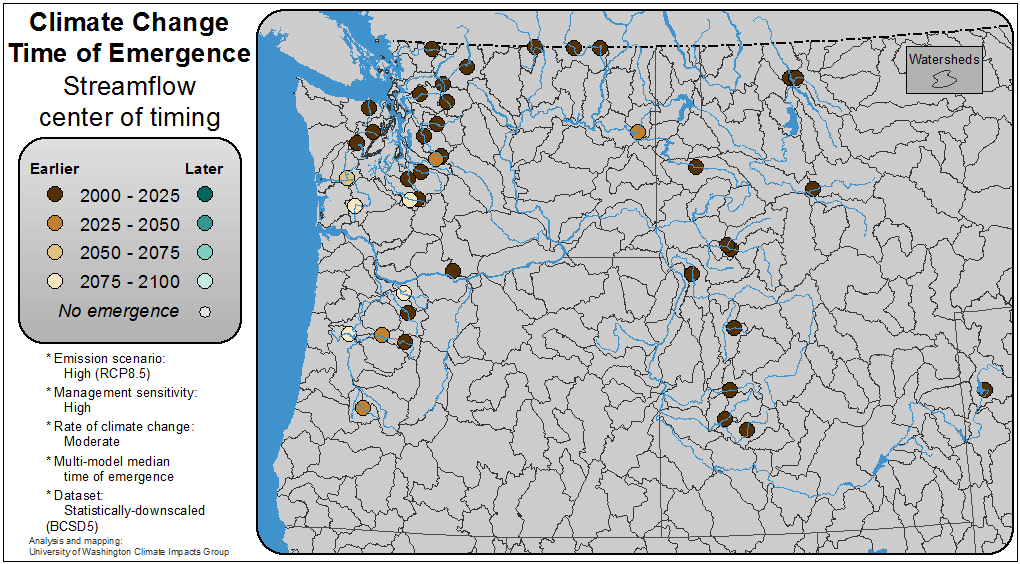 Climate Change
Time of Emergence
Streamflow
center of timing
Earlier Later
2000 - 2025
2025 - 2050
2050 - 2075
2075 - 2100
No emergence
* Emission scenario:
High (RCP8.5)
* Management sensitivity:
High
* Rate of climate change:
Moderate
* Multi-model median
time of emergence
* Dataset:
Statistically-downscaled
(BCSD5)
Analysis and mapping:
University of Washington Climate Impacts Group
Watersheds